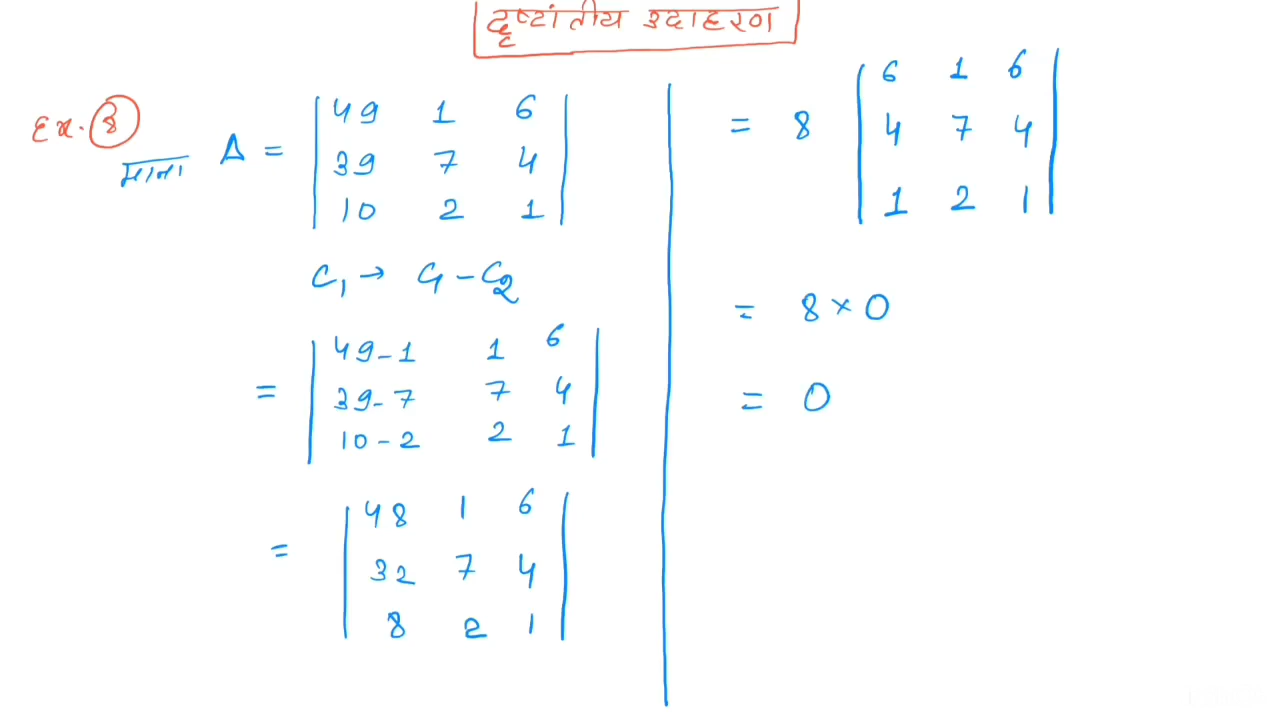 दृष्टांतीय उदाहरण
Ex. 3
माना Δ = | 49 1 6 |
| 39 7 4 |
| 10 2 1 |
C₁ → C₁ - C₂
= | 49-1 1 6 |
| 39-7 7 4 |
| 10-2 2 1 |
= | 48 1 6 |
| 32 7 4 |
| 8 2 1 |
= 8 | 6 1 6 |
| 4 7 4 |
| 1 2 1 |
= 8 × 0
= 0